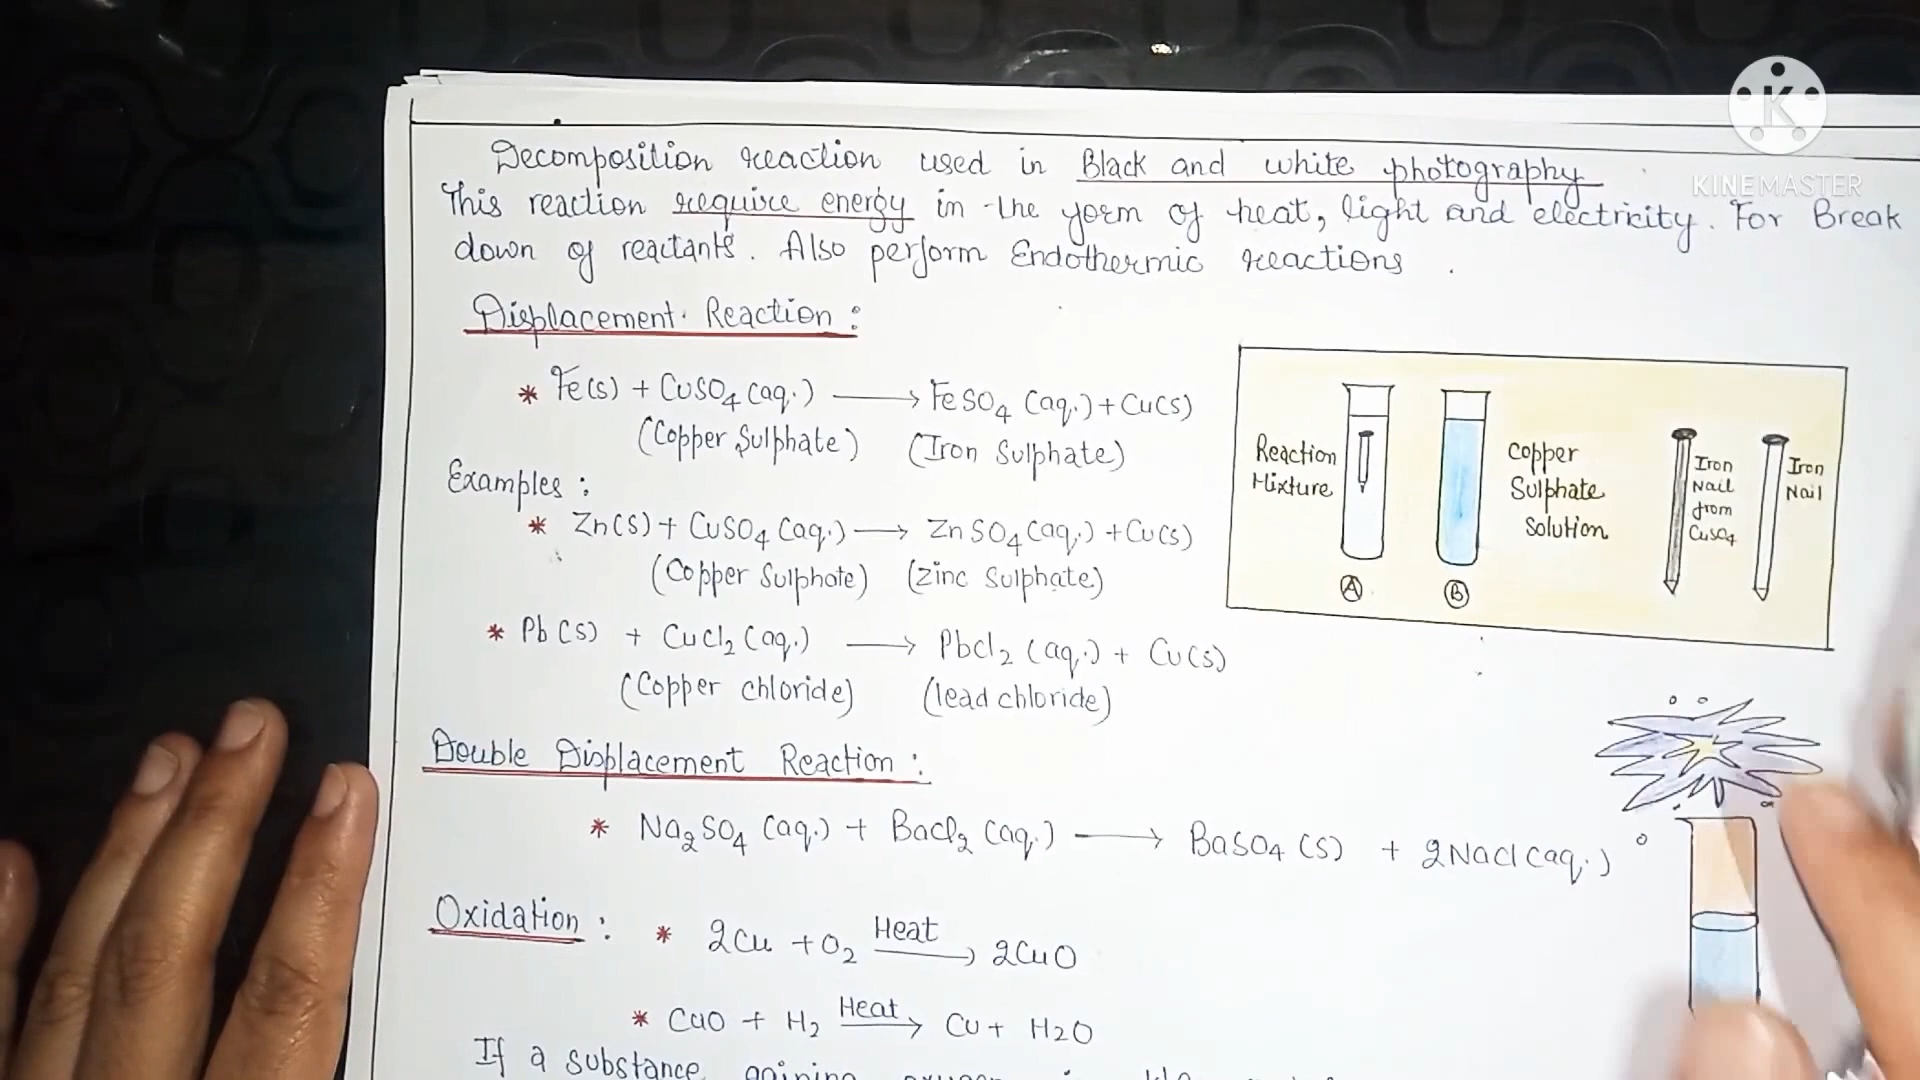 KINEMASTER
Decomposition reaction used in Black and white photography
This reaction require energy in the form of heat, light and electricity. For Break
down of reactants. Also perform Endothermic reactions.
Displacement Reaction:
* Fe(s) + CuSO4 (aq.) → FeSO4 (aq.) + Cu(s)
(Copper Sulphate) (Iron Sulphate)
Examples:
* Zn(s) + CuSO4 (aq.) → ZnSO4 (aq.) + Cu(s)
(Copper Sulphate) (Zinc Sulphate)
* Pb(s) + CuCl2 (aq.) → PbCl2 (aq.) + Cu(s)
(Copper chloride) (lead chloride)
Reaction
Mixture
A
B
Copper
Sulphate
Solution
Iron
Nail
from
CuSO4
Iron
Nail
Double Displacement Reaction:
* Na2SO4 (aq.) + BaCl2 (aq.) → BaSO4 (s) + 2NaCl (aq.)
Oxidation: * 2Cu + O2 Heat → 2CuO
* CuO + H2 Heat → Cu + H2O
If a substance gaining oxygen